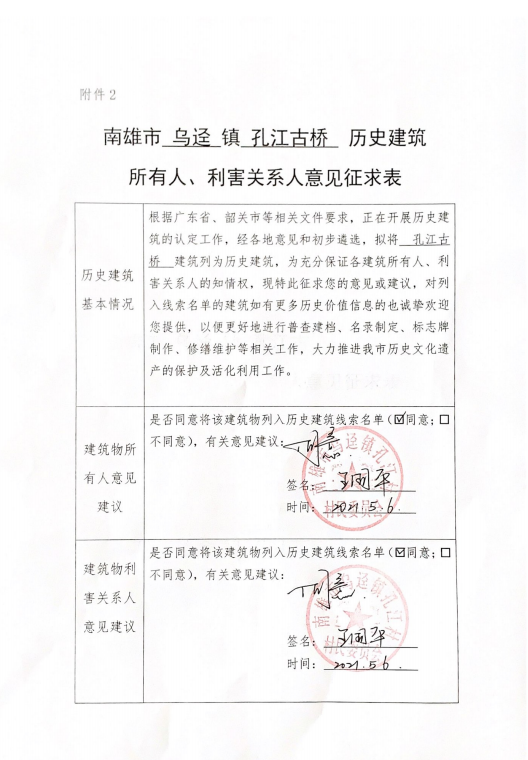 附件2
南雄市 乌迳 镇 孔江古桥 历史建筑
所有人、利害关系人意见征求表
历史建筑
基本情况
根据广东省、韶关市等相关文件要求，正在开展历史建
筑的认定工作，经各地意见和初步遴选，拟将 孔江古
桥 建筑列为历史建筑，为充分保证各建筑所有人、利
害关系人的知情权，现特此征求您的意见或建议，对列
入线索名单的建筑如有更多历史价值信息的也诚挚欢迎
您提供，以便更好地进行普查建档、名录制定、标志牌
制作、修缮维护等相关工作，大力推进我市历史文化遗
产的保护及活化利用工作。
建筑物所
有人意见
建议
是否同意将该建筑物列入历史建筑线索名单（☑同意；☐
不同意），有关意见建议：
同意.
签名：
时间：2021.5.6.
建筑物利
害关系人
意见建议
是否同意将该建筑物列入历史建筑线索名单（☑同意；☐
不同意），有关意见建议：
同意.
签名：
时间：2021.5.6.